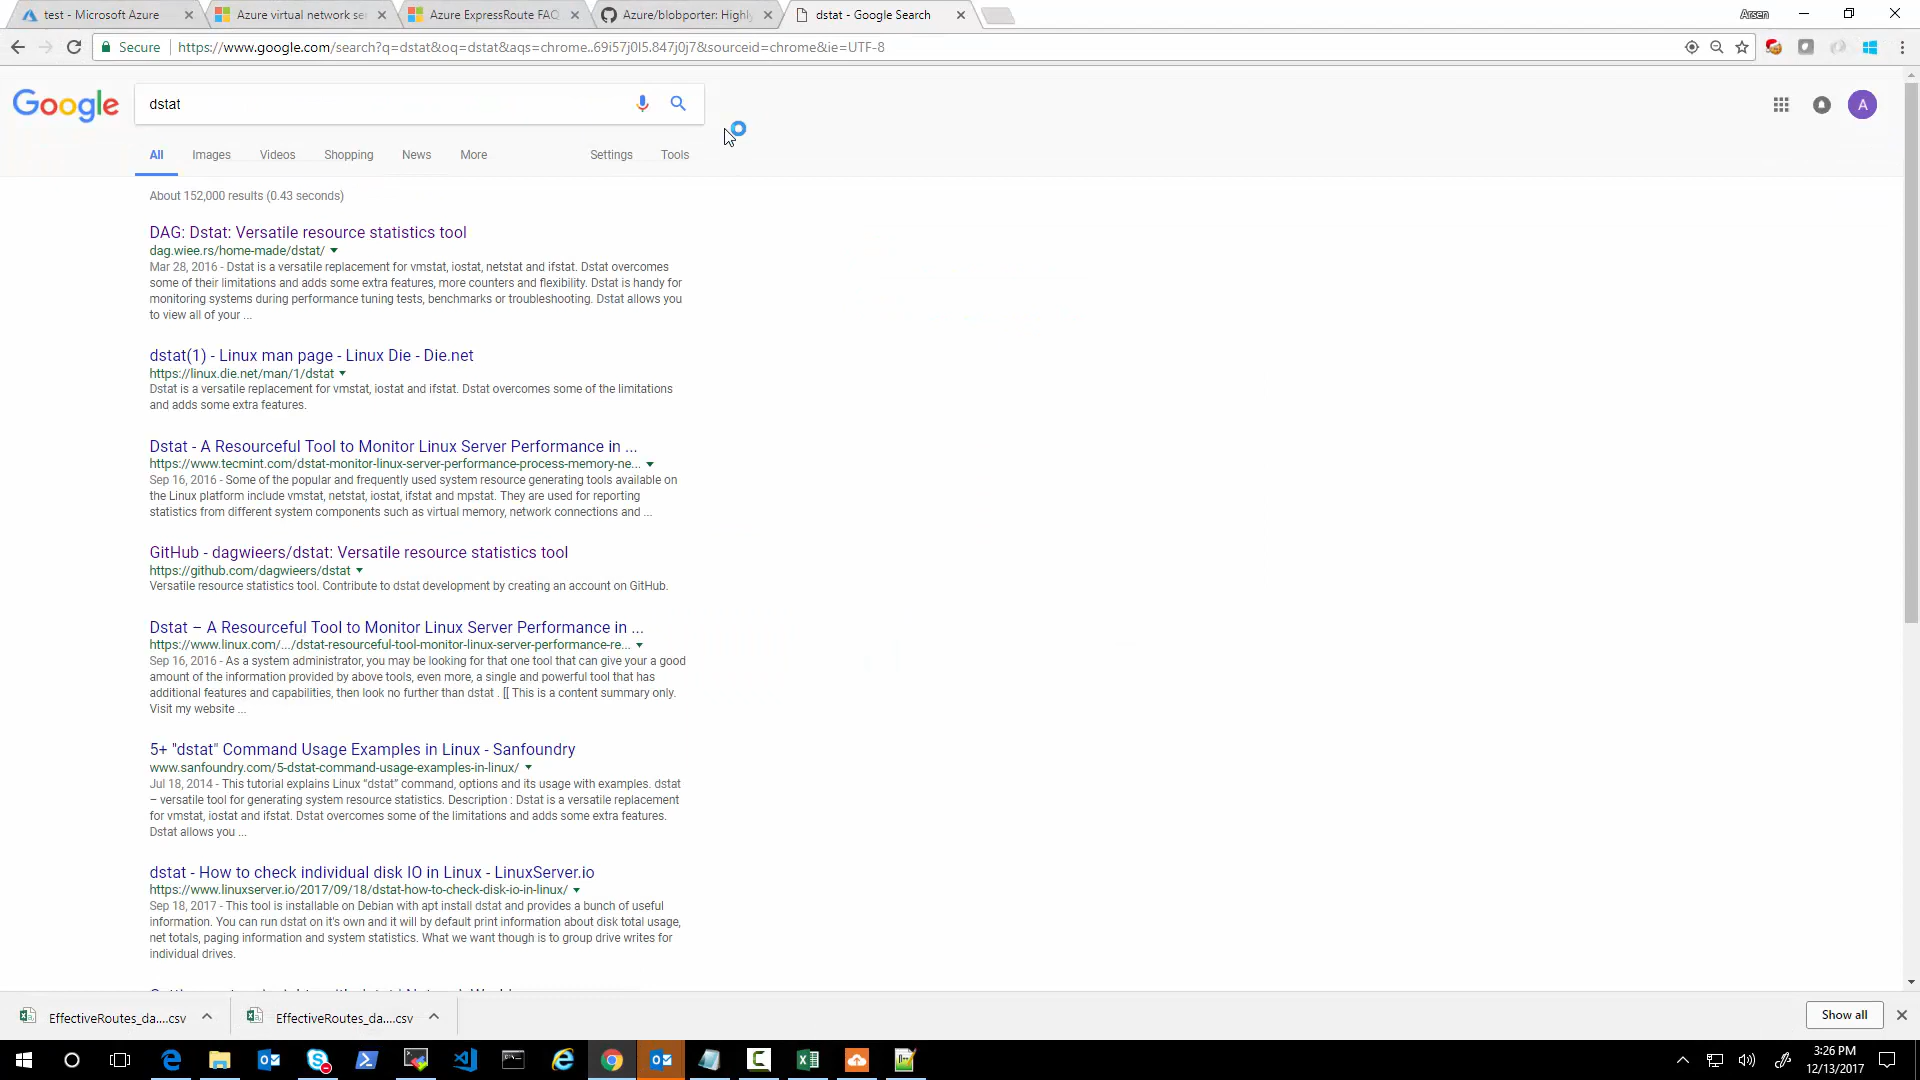 test - Microsoft Azure
Azure virtual network se
Azure ExpressRoute FAQ
Azure/blobporter: Highl
dstat - Google Search
Arsen
Secure
https://www.google.com/search?q=dstat&oq=dstat&aqs=chrome..69i57j0l5.847j0j7&sourceid=chrome&ie=UTF-8
Google
dstat
A
All Images Videos Shopping News More Settings Tools
About 152,000 results (0.43 seconds)
DAG: Dstat: Versatile resource statistics tool
dag.wiee.rs/home-made/dstat/
Mar 28, 2016 - Dstat is a versatile replacement for vmstat, iostat, netstat and ifstat. Dstat overcomes
some of their limitations and adds some extra features, more counters and flexibility. Dstat is handy for
monitoring systems during performance tuning tests, benchmarks or troubleshooting. Dstat allows you
to view all of your ...
dstat(1) - Linux man page - Linux Die - Die.net
https://linux.die.net/man/1/dstat
Dstat is a versatile replacement for vmstat, iostat and ifstat. Dstat overcomes some of the limitations
and adds some extra features.
Dstat - A Resourceful Tool to Monitor Linux Server Performance in ...
https://www.tecmint.com/dstat-monitor-linux-server-performance-process-memory-ne...
Sep 16, 2016 - Some of the popular and frequently used system resource generating tools available on
the Linux platform include vmstat, netstat, iostat, ifstat and mpstat. They are used for reporting
statistics from different system components such as virtual memory, network connections and ...
GitHub - dagwieers/dstat: Versatile resource statistics tool
https://github.com/dagwieers/dstat
Versatile resource statistics tool. Contribute to dstat development by creating an account on GitHub.
Dstat – A Resourceful Tool to Monitor Linux Server Performance in ...
https://www.linux.com/.../dstat-resourceful-tool-monitor-linux-server-performance-re...
Sep 16, 2016 - As a system administrator, you may be looking for that one tool that can give your a good
amount of the information provided by above tools, even more, a single and powerful tool that has
additional features and capabilities, then look no further than dstat . [[ This is a content summary only.
Visit my website ...
5+ "dstat" Command Usage Examples in Linux - Sanfoundry
www.sanfoundry.com/5-dstat-command-usage-examples-in-linux/
Jul 18, 2014 - This tutorial explains Linux “dstat” command, options and its usage with examples. dstat
– versatile tool for generating system resource statistics. Description : Dstat is a versatile replacement
for vmstat, iostat and ifstat. Dstat overcomes some of the limitations and adds some extra features.
Dstat allows you ...
dstat - How to check individual disk IO in Linux - LinuxServer.io
https://www.linuxserver.io/2017/09/18/dstat-how-to-check-disk-io-in-linux/
Sep 18, 2017 - This tool is installable on Debian with apt install dstat and provides a bunch of useful
information. You can run dstat on it's own and it will by default print information about disk total usage,
net totals, paging information and system statistics. What we want though is to group drive writes for
individual drives.
EffectiveRoutes_da....csv
EffectiveRoutes_da....csv
Show all
3:26 PM
12/13/2017